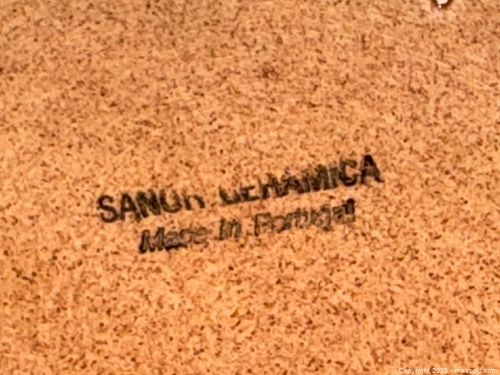 SANOR CERAMICA
Made in Portugal
Copyright 2025 - maxsold.com